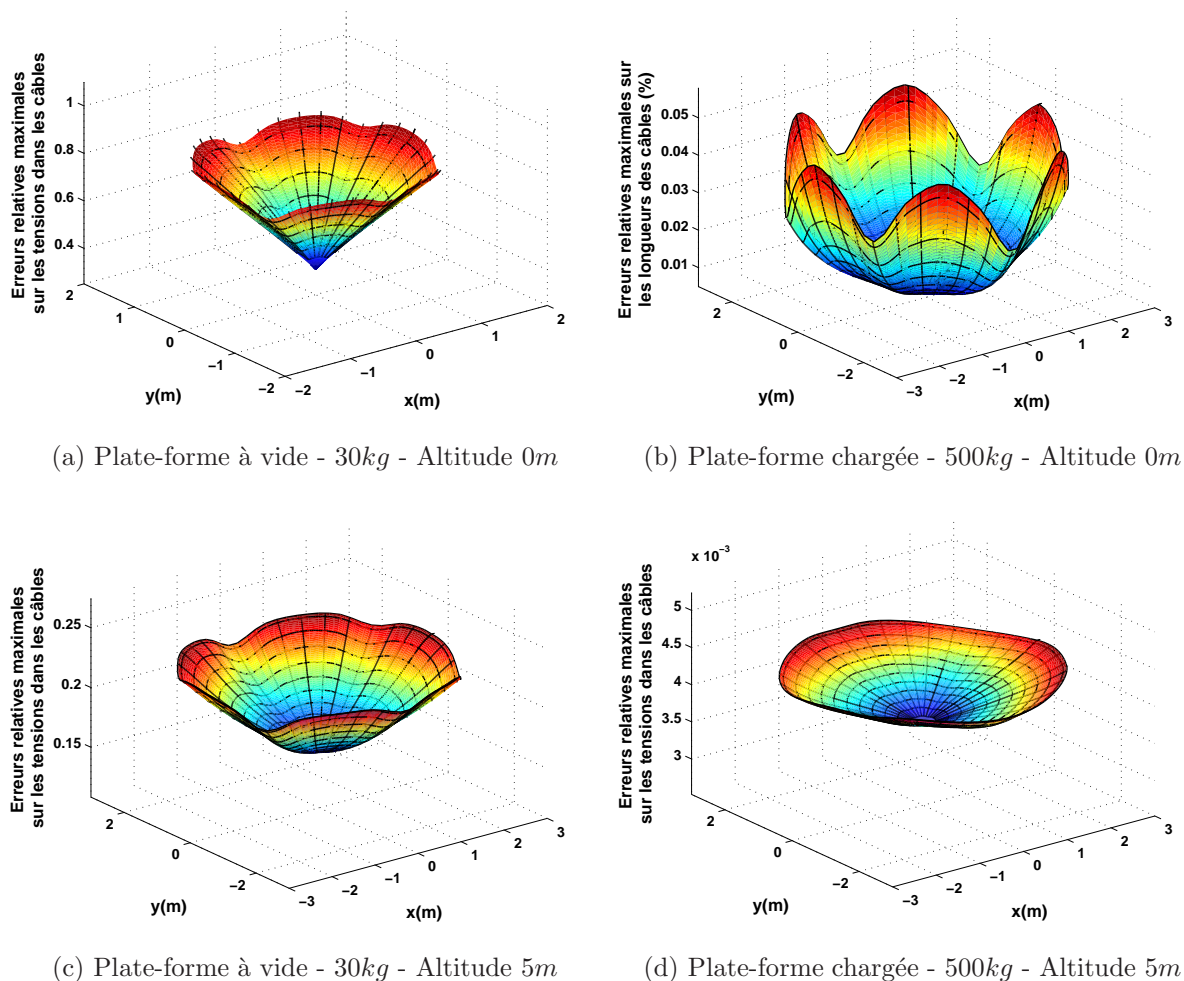 Erreurs relatives maximales
sur les tensions dans les câbles
1
0.8
0.6
0.4
2
1
0
−1
−2
y(m)
−2
−1
0
1
2
x(m)
(a) Plate-forme à vide - 30kg - Altitude 0m
Erreurs relatives maximales sur
les longueurs des câbles (%)
0.05
0.04
0.03
0.02
0.01
2
0
−2
y(m)
−3
−2
−1
0
1
2
3
x(m)
(b) Plate-forme chargée - 500kg - Altitude 0m
Erreurs relatives maximales
sur les tensions dans les câbles
0.25
0.2
0.15
2
0
−2
y(m)
−3
−2
−1
0
1
2
3
x(m)
(c) Plate-forme à vide - 30kg - Altitude 5m
Erreurs relatives maximales
sur les tensions dans les câbles
x 10⁻³
5
4.5
4
3.5
3
2
0
−2
y(m)
−3
−2
−1
0
1
2
3
x(m)
(d) Plate-forme chargée - 500kg - Altitude 5m